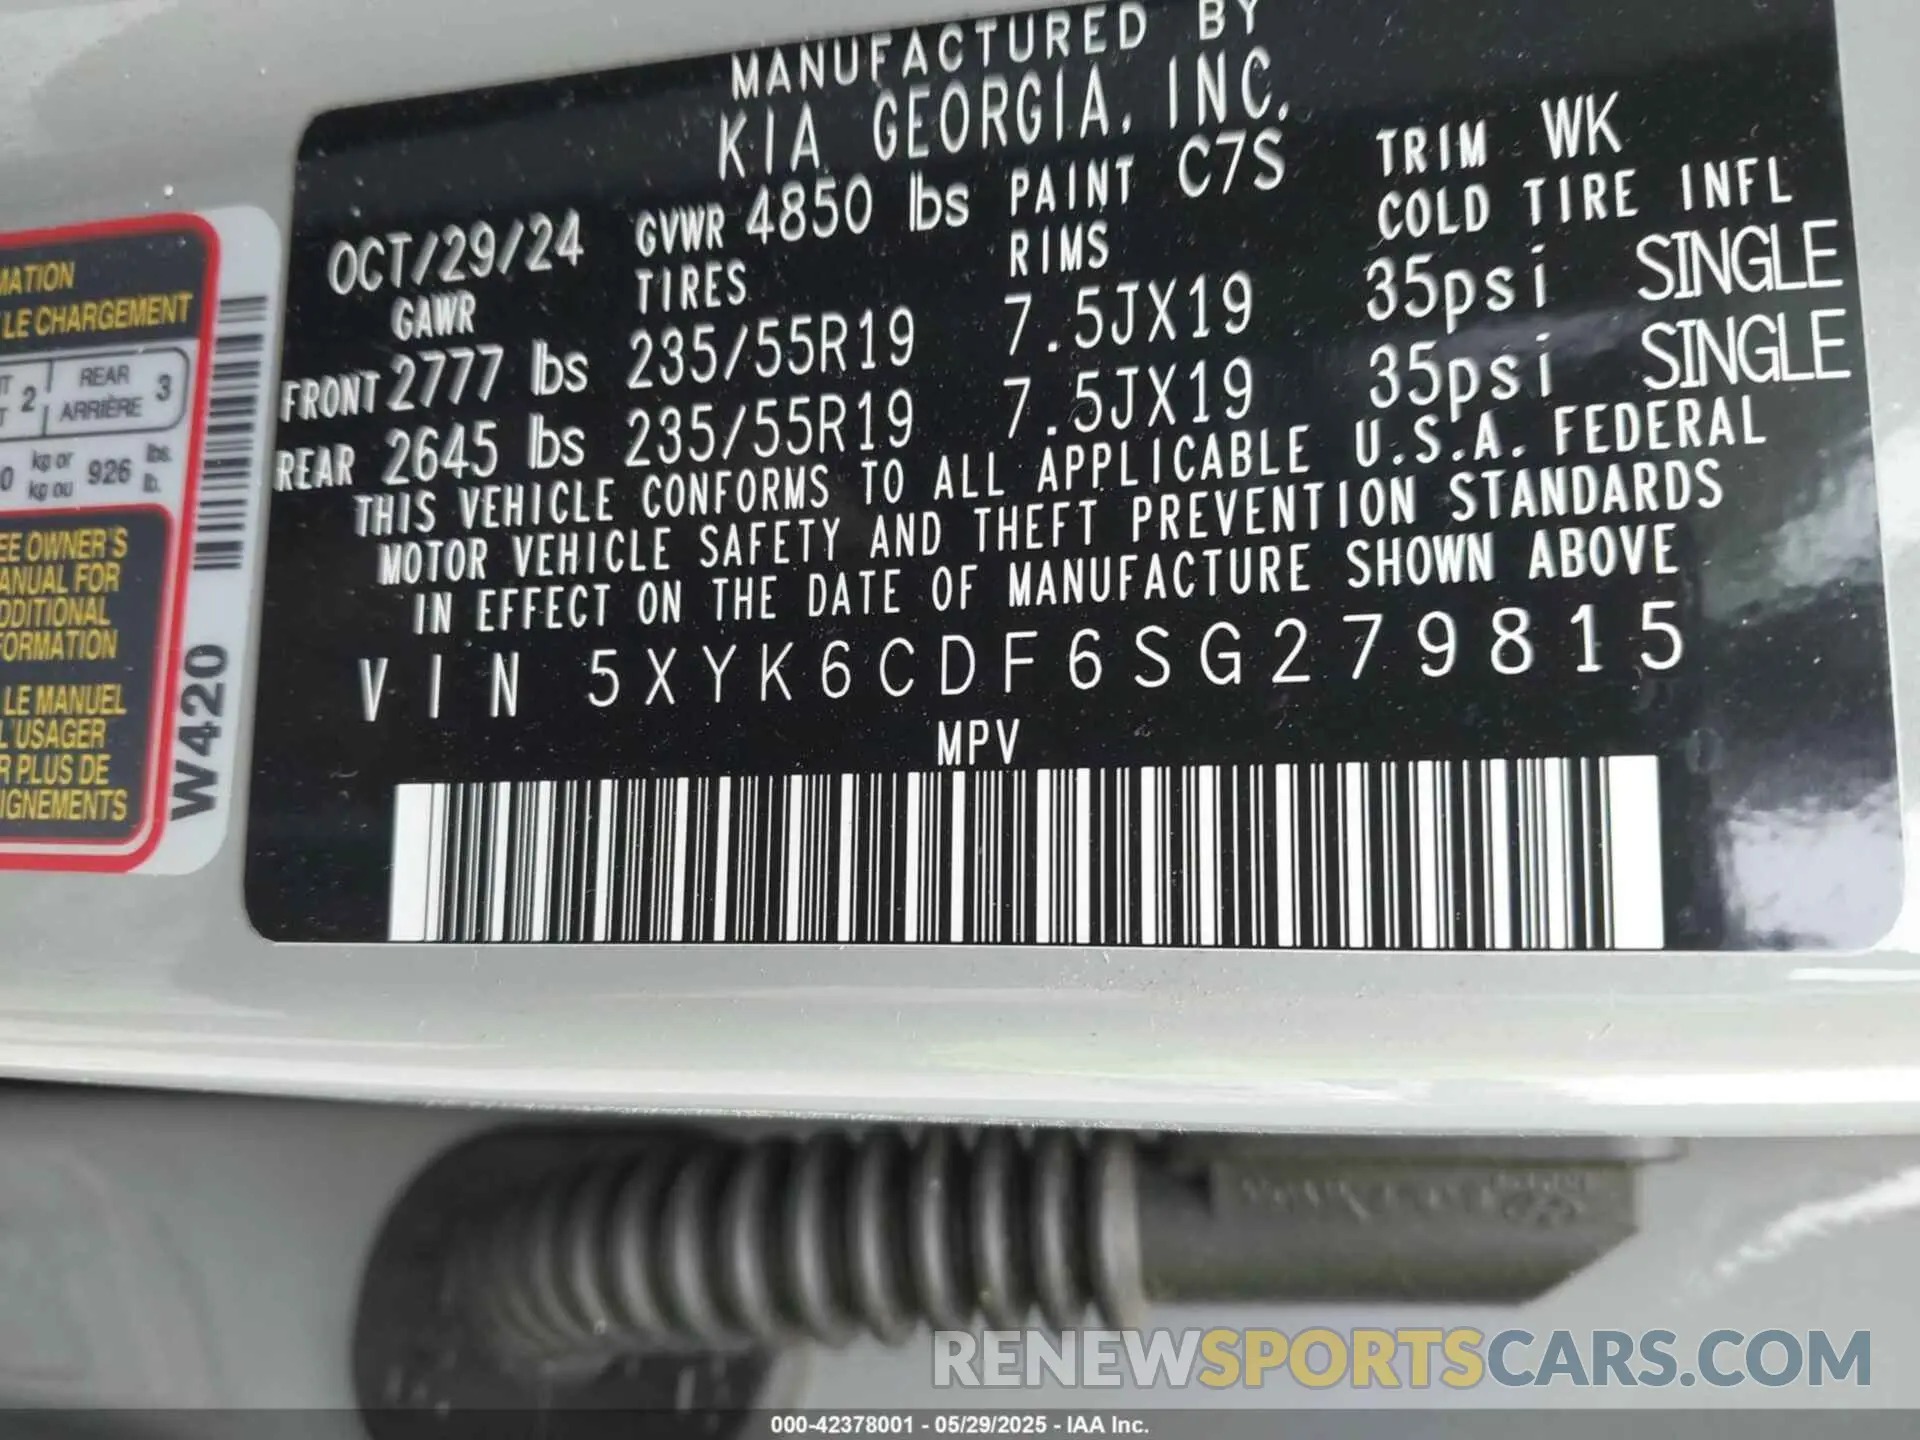 MANUFACTURED BY
KIA GEORGIA, INC.
OCT/29/24 GVWR 4850 lbs PAINT C7S TRIM WK
GAWR TIRES RIMS COLD TIRE INFL
FRONT 2777 lbs 235/55R19 7.5JX19 35psi SINGLE
REAR 2645 lbs 235/55R19 7.5JX19 35psi SINGLE
THIS VEHICLE CONFORMS TO ALL APPLICABLE U.S.A. FEDERAL
MOTOR VEHICLE SAFETY AND THEFT PREVENTION STANDARDS
IN EFFECT ON THE DATE OF MANUFACTURE SHOWN ABOVE
VIN 5XYK6CDF6SG279815
MPV
MATION
LE CHARGEMENT
2 REAR 3
ARRIÈRE
0 kg or 926 lbs.
kg ou lb.
EE OWNER'S
ANUAL FOR
DDITIONAL
FORMATION
LE MANUEL
L'USAGER
R PLUS DE
IGNEMENTS
W420
RENEWSPORTSCARS.COM
000-42378001 - 05/29/2025 - IAA Inc.